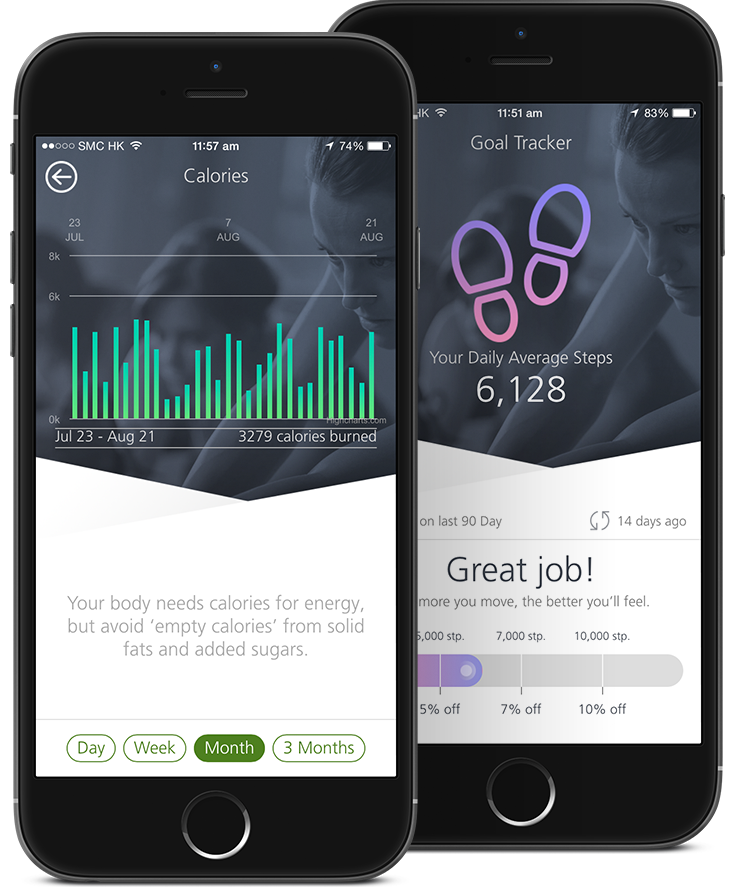 SMC HK 11:57 am 74%
Calories
23 JUL
7 AUG
21 AUG
8k
6k
0k
Highcharts.com
Jul 23 - Aug 21 3279 calories burned
Your body needs calories for energy,
but avoid ‘empty calories’ from solid
fats and added sugars.
Day Week Month 3 Months
HK 11:51 am 83%
Goal Tracker
Your Daily Average Steps
6,128
on last 90 Day 14 days ago
Great job!
more you move, the better you’ll feel.
5,000 stp. 7,000 stp. 10,000 stp.
5% off 7% off 10% off